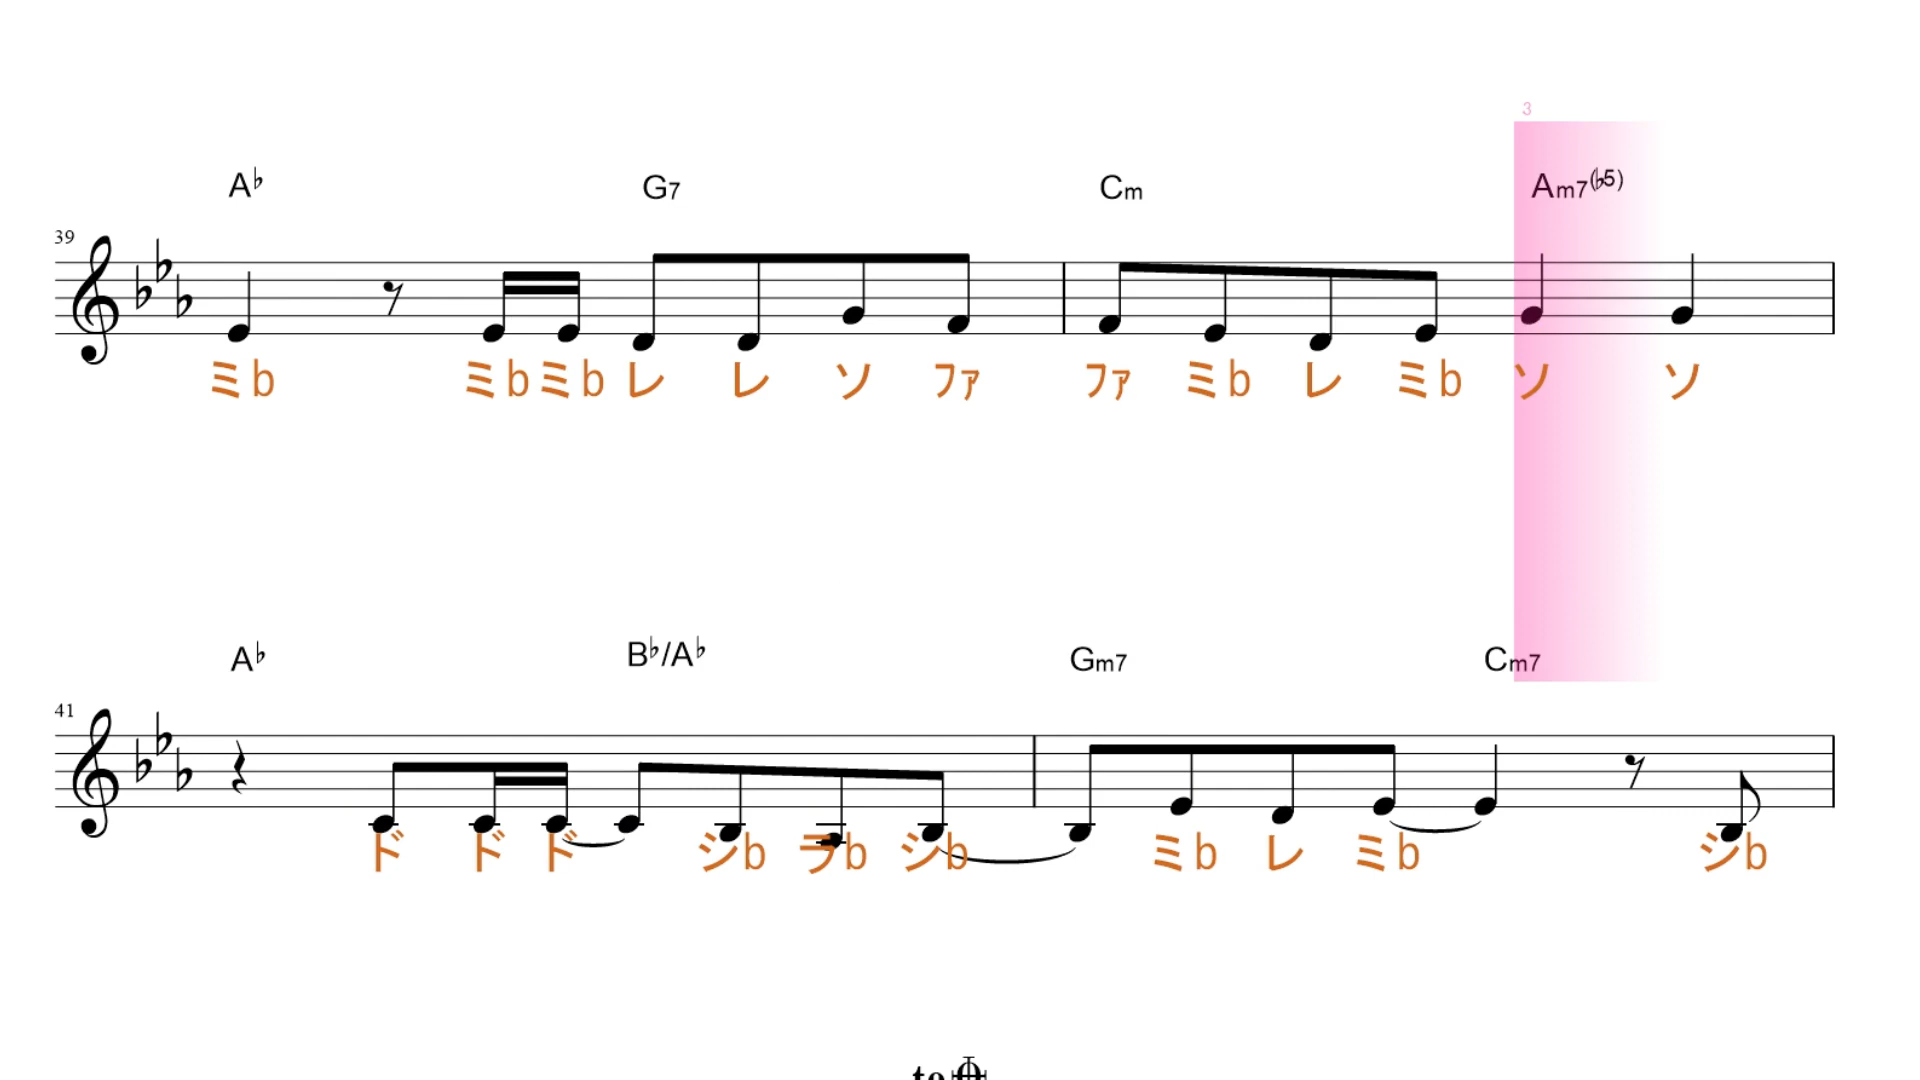 3
A♭ G7 Cm Am7(♭5)
39
ミb ミb ミb レ レ ソ ファ ファ ミb レ ミb ソ ソ
A♭ B♭/A♭ Gm7 Cm7
41
ド ド ド シb ラb シb ミb レ ミb シb
to